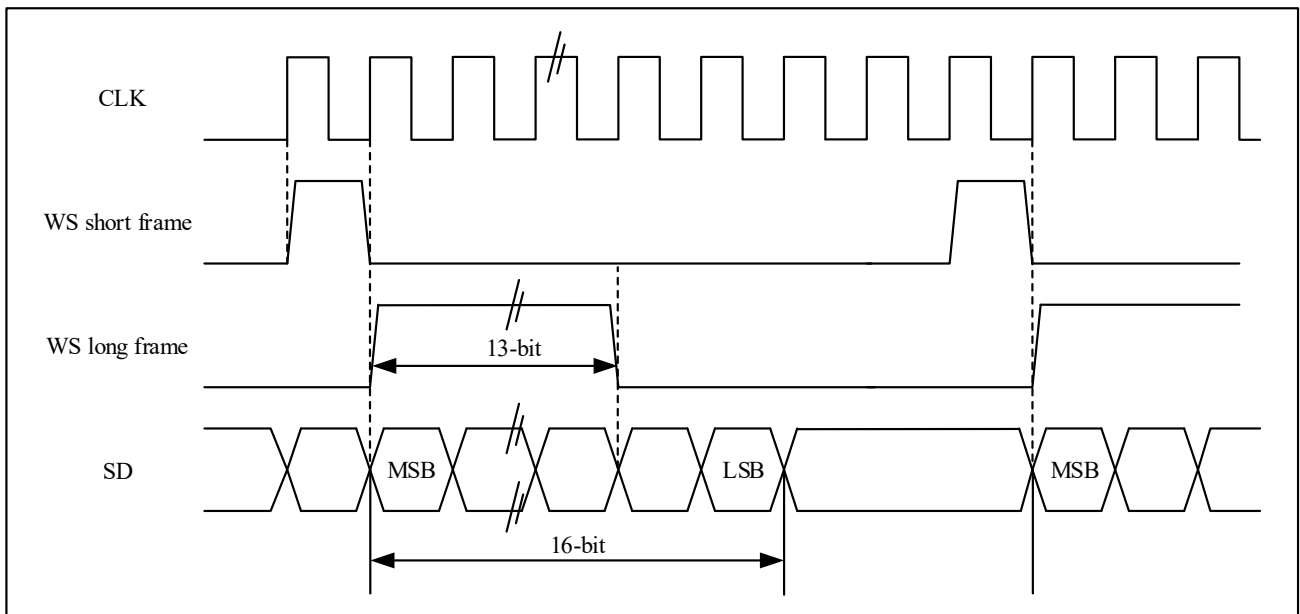 CLK
WS short frame
WS long frame
13-bit
SD
MSB
LSB
MSB
16-bit